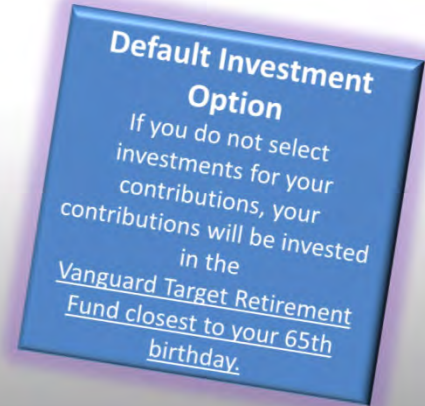 Default Investment
Option
If you do not select
investments for your
contributions, your
contributions will be invested
in the
Vanguard Target Retirement
Fund closest to your 65th
birthday.